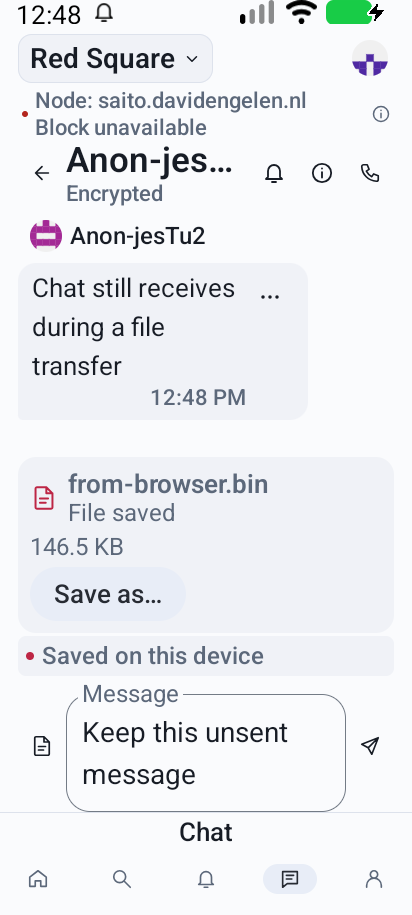 12:48
Red Square
Node: saito.davidengelen.nl
Block unavailable
Anon-jes...
Encrypted
Anon-jesTu2
Chat still receives
during a file
transfer
12:48 PM
from-browser.bin
File saved
146.5 KB
Save as...
Saved on this device
Message
Keep this unsent
message
Chat